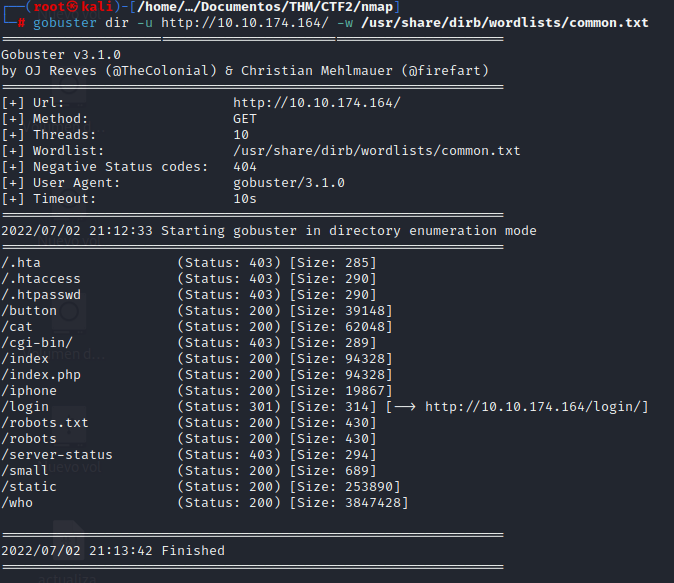 ┌──(root㉿kali)-[/home/…/Documentos/THM/CTF2/nmap]
└─# gobuster dir -u http://10.10.174.164/ -w /usr/share/dirb/wordlists/common.txt
===============================================================
Gobuster v3.1.0
by OJ Reeves (@TheColonial) & Christian Mehlmauer (@firefart)
===============================================================
[+] Url:                     http://10.10.174.164/
[+] Method:                  GET
[+] Threads:                 10
[+] Wordlist:                /usr/share/dirb/wordlists/common.txt
[+] Negative Status codes:   404
[+] User Agent:              gobuster/3.1.0
[+] Timeout:                 10s
===============================================================
2022/07/02 21:12:33 Starting gobuster in directory enumeration mode
===============================================================
/.hta                 (Status: 403) [Size: 285]
/.htaccess            (Status: 403) [Size: 290]
/.htpasswd            (Status: 403) [Size: 290]
/button               (Status: 200) [Size: 39148]
/cat                  (Status: 200) [Size: 62048]
/cgi-bin/             (Status: 403) [Size: 289]
/index                (Status: 200) [Size: 94328]
/index.php            (Status: 200) [Size: 94328]
/iphone               (Status: 200) [Size: 19867]
/login                (Status: 301) [Size: 314] [--> http://10.10.174.164/login/]
/robots.txt           (Status: 200) [Size: 430]
/robots               (Status: 200) [Size: 430]
/server-status        (Status: 403) [Size: 294]
/small                (Status: 200) [Size: 689]
/static               (Status: 200) [Size: 253890]
/who                  (Status: 200) [Size: 3847428]
===============================================================
2022/07/02 21:13:42 Finished
===============================================================